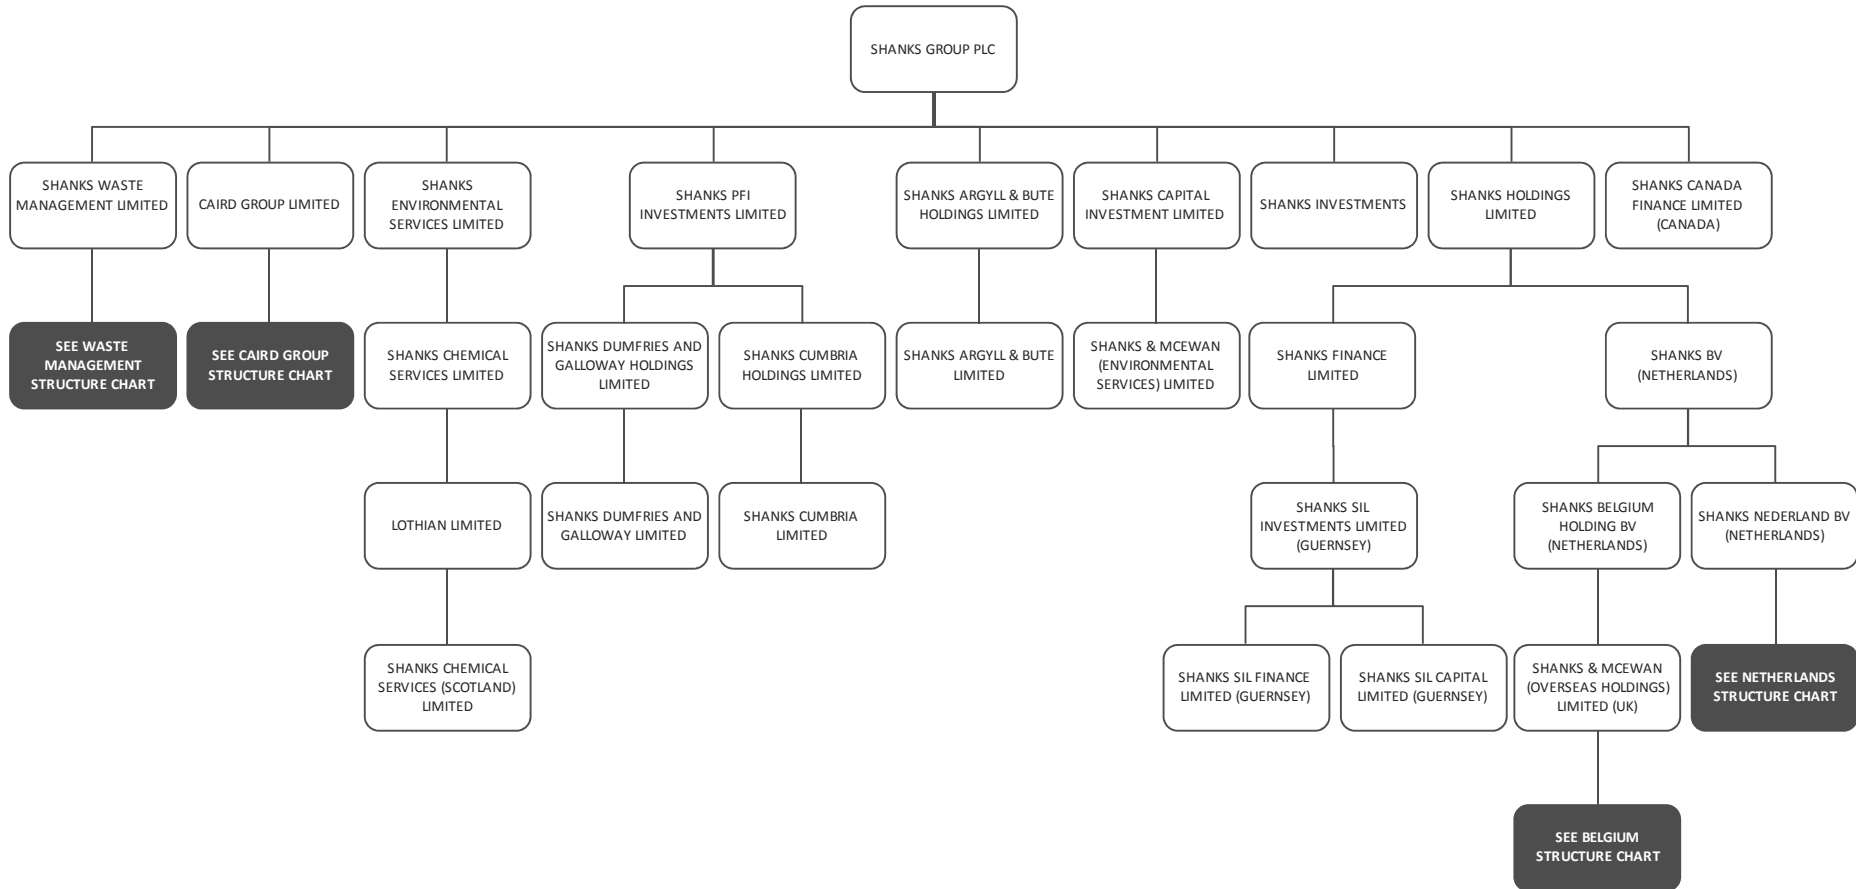 SHANKS GROUP PLC
SHANKS WASTE
MANAGEMENT LIMITED
CAIRD GROUP LIMITED
SHANKS
ENVIRONMENTAL
SERVICES LIMITED
SHANKS PFI
INVESTMENTS LIMITED
SHANKS ARGYLL & BUTE
HOLDINGS LIMITED
SHANKS CAPITAL
INVESTMENT LIMITED
SHANKS INVESTMENTS
SHANKS HOLDINGS
LIMITED
SHANKS CANADA
FINANCE LIMITED
(CANADA)
SEE WASTE
MANAGEMENT
STRUCTURE CHART
SEE CAIRD GROUP
STRUCTURE CHART
SHANKS CHEMICAL
SERVICES LIMITED
SHANKS DUMFRIES AND
GALLOWAY HOLDINGS
LIMITED
SHANKS CUMBRIA
HOLDINGS LIMITED
SHANKS ARGYLL & BUTE
LIMITED
SHANKS & MCEWAN
(ENVIRONMENTAL
SERVICES) LIMITED
SHANKS FINANCE
LIMITED
SHANKS BV
(NETHERLANDS)
LOTHIAN LIMITED
SHANKS DUMFRIES AND
GALLOWAY LIMITED
SHANKS CUMBRIA
LIMITED
SHANKS SIL
INVESTMENTS LIMITED
(GUERNSEY)
SHANKS BELGIUM
HOLDING BV
(NETHERLANDS)
SHANKS NEDERLAND BV
(NETHERLANDS)
SHANKS CHEMICAL
SERVICES (SCOTLAND)
LIMITED
SHANKS SIL FINANCE
LIMITED (GUERNSEY)
SHANKS SIL CAPITAL
LIMITED (GUERNSEY)
SHANKS & MCEWAN
(OVERSEAS HOLDINGS)
LIMITED (UK)
SEE NETHERLANDS
STRUCTURE CHART
SEE BELGIUM
STRUCTURE CHART